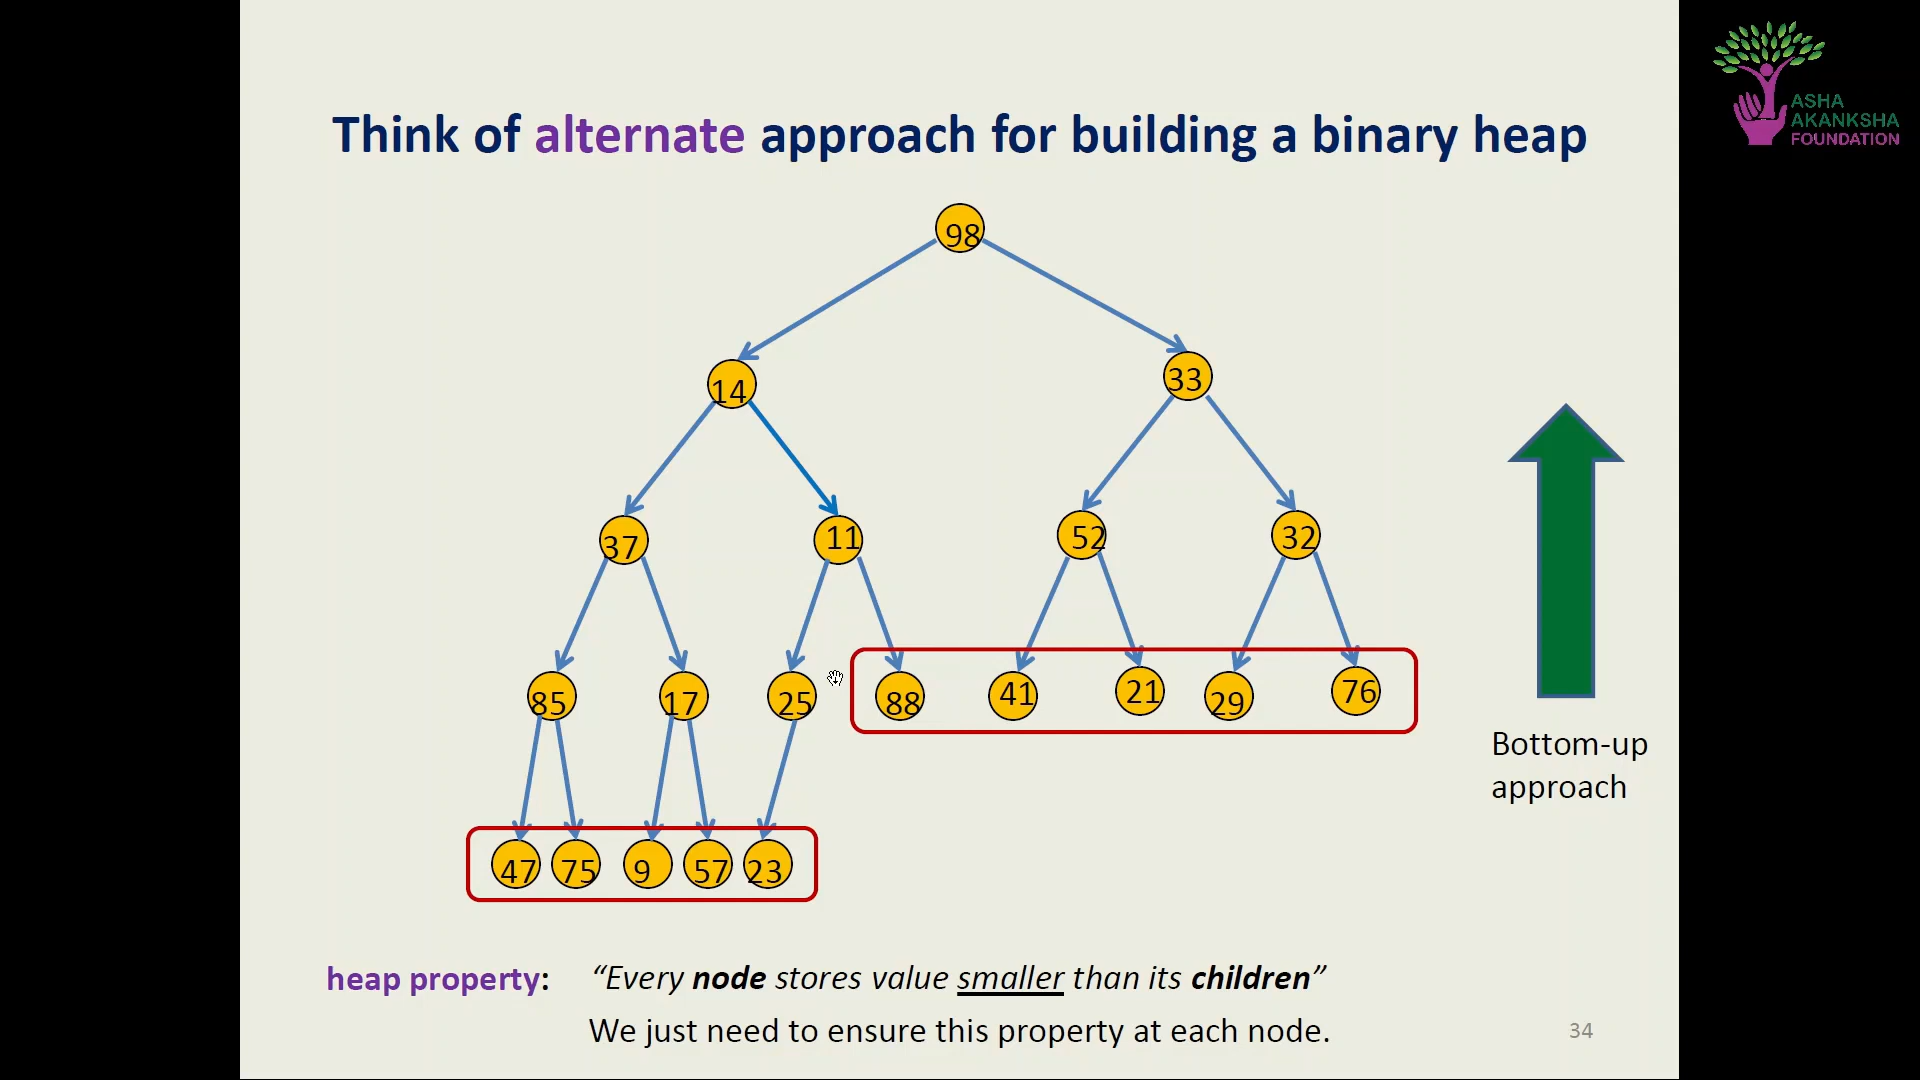 ASHA
AKANKSHA
FOUNDATION
Think of alternate approach for building a binary heap
98
14 33
37 11 52 32
85 17 25 88 41 21 29 76
47 75 9 57 23
Bottom-up
approach
heap property: “Every node stores value smaller than its children”
We just need to ensure this property at each node.
34